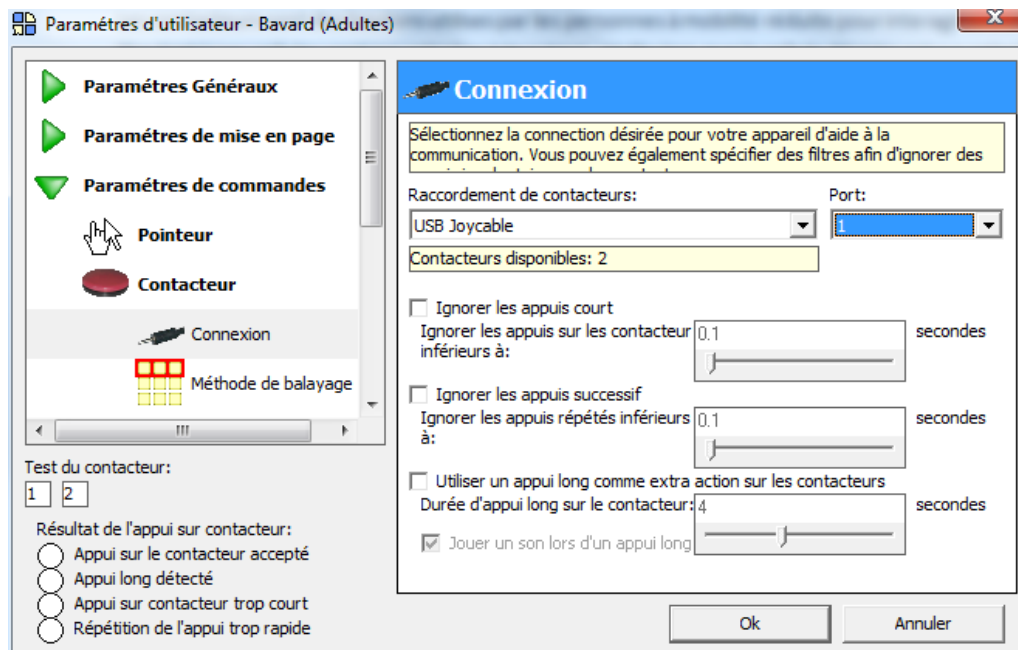 Paramétres d'utilisateur - Bavard (Adultes)
Paramétres Généraux
Paramétres de mise en page
Paramétres de commandes
Pointeur
Contacteur
Connexion
Méthode de balayage
Test du contacteur:
1 2
Résultat de l'appui sur contacteur:
Appui sur le contacteur accepté
Appui long détecté
Appui sur contacteur trop court
Répétition de l'appui trop rapide
Connexion
Sélectionnez la connection désirée pour votre appareil d'aide à la
communication. Vous pouvez également spécifier des filtres afin d'ignorer des
Raccordement de contacteurs: Port:
USB Joycable 1
Contacteurs disponibles: 2
Ignorer les appuis court
Ignorer les appuis sur les contacteur 0.1 secondes
inférieurs à:
Ignorer les appuis successif
Ignorer les appuis répétés inférieurs 0.1 secondes
à:
Utiliser un appui long comme extra action sur les contacteurs
Durée d'appui long sur le contacteur: 4 secondes
Jouer un son lors d'un appui long
Ok Annuler